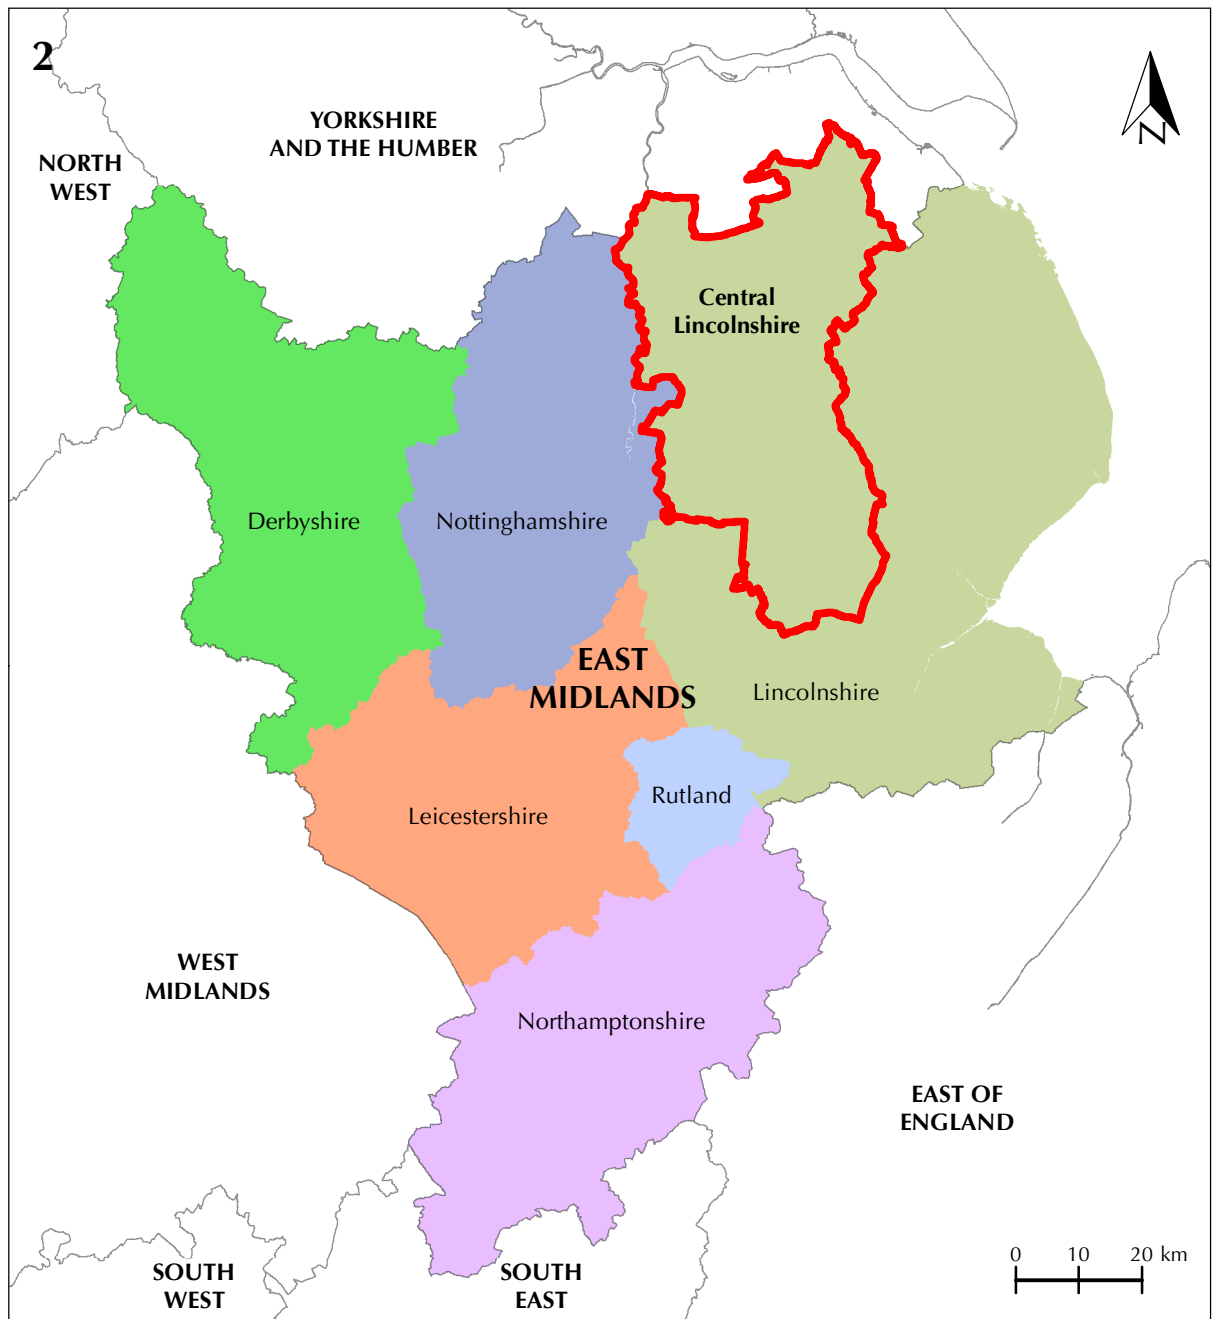 2
YORKSHIRE
AND THE HUMBER
NORTH
WEST
N
Central
Lincolnshire
Derbyshire
Nottinghamshire
EAST
MIDLANDS
Lincolnshire
Rutland
Leicestershire
WEST
MIDLANDS
Northamptonshire
EAST OF
ENGLAND
0 10 20 km
SOUTH
WEST
SOUTH
EAST